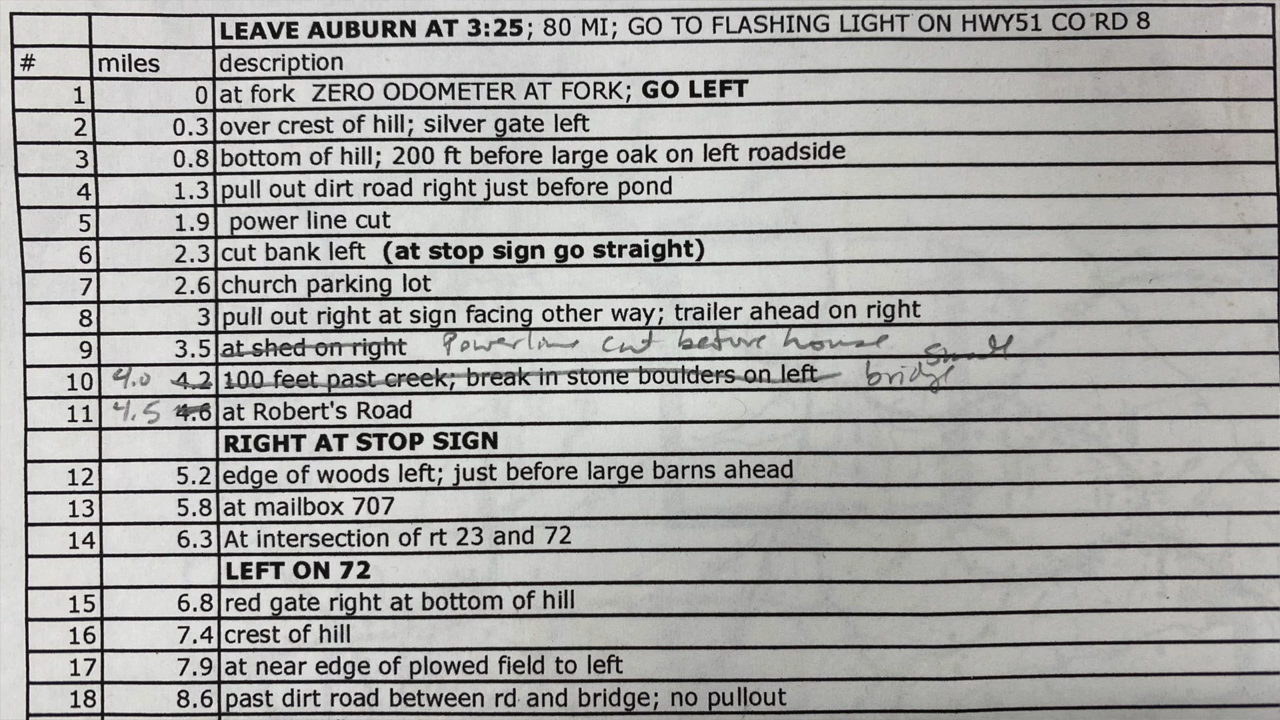 LEAVE AUBURN AT 3:25; 80 MI; GO TO FLASHING LIGHT ON HWY51 CO RD 8
# miles description
1 0 at fork ZERO ODOMETER AT FORK; GO LEFT
2 0.3 over crest of hill; silver gate left
3 0.8 bottom of hill; 200 ft before large oak on left roadside
4 1.3 pull out dirt road right just before pond
5 1.9 power line cut
6 2.3 cut bank left (at stop sign go straight)
7 2.6 church parking lot
8 3 pull out right at sign facing other way; trailer ahead on right
9 3.5 at shed on right Powerline cut before house
10 4.0 4.2 100 feet past creek; break in stone boulders on left small bridge
11 4.5 4.6 at Robert's Road
RIGHT AT STOP SIGN
12 5.2 edge of woods left; just before large barns ahead
13 5.8 at mailbox 707
14 6.3 At intersection of rt 23 and 72
LEFT ON 72
15 6.8 red gate right at bottom of hill
16 7.4 crest of hill
17 7.9 at near edge of plowed field to left
18 8.6 past dirt road between rd and bridge; no pullout